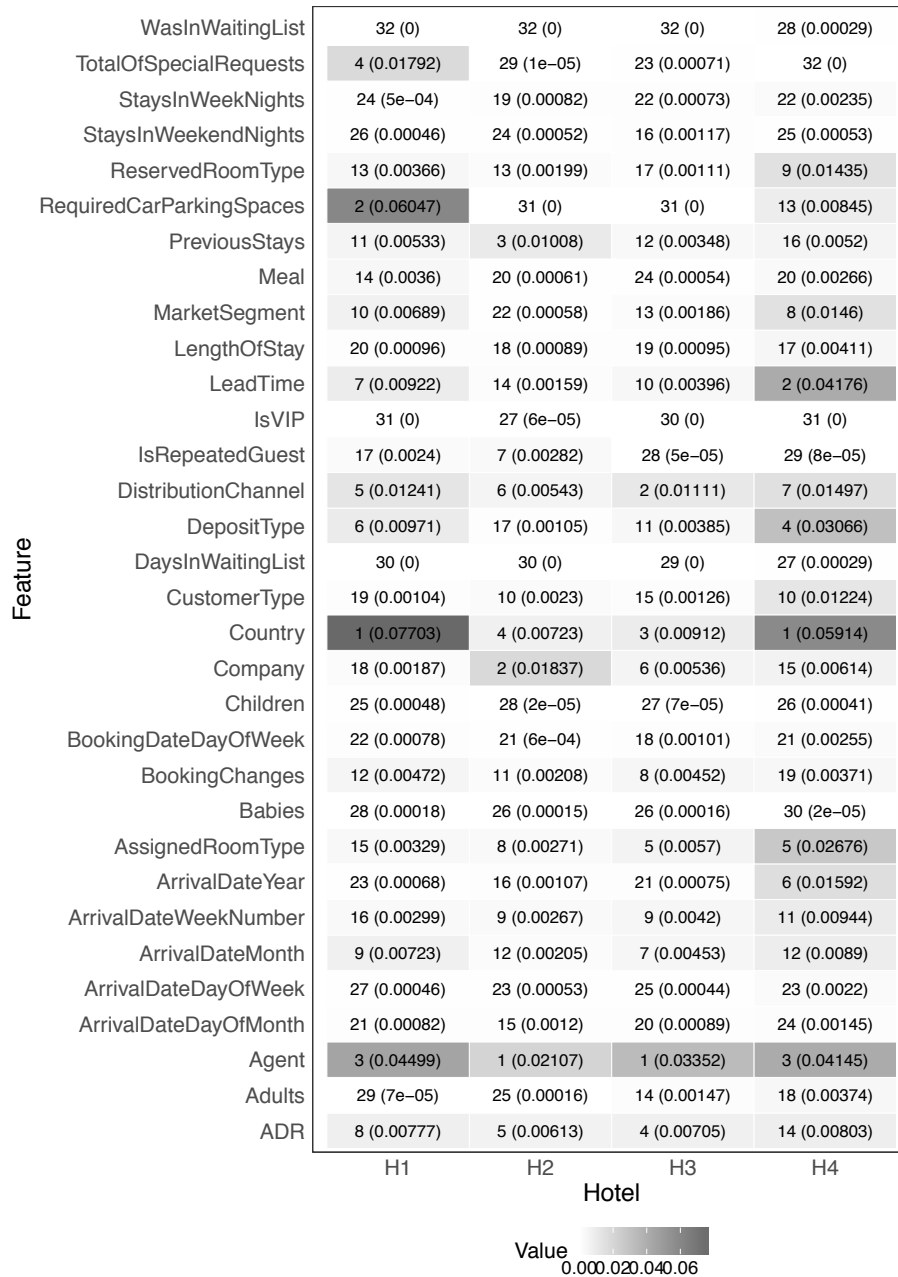 WasInWaitingList 32 (0) 32 (0) 32 (0) 28 (0.00029)
TotalOfSpecialRequests 4 (0.01792) 29 (1e−05) 23 (0.00071) 32 (0)
StaysInWeekNights 24 (5e−04) 19 (0.00082) 22 (0.00073) 22 (0.00235)
StaysInWeekendNights 26 (0.00046) 24 (0.00052) 16 (0.00117) 25 (0.00053)
ReservedRoomType 13 (0.00366) 13 (0.00199) 17 (0.00111) 9 (0.01435)
RequiredCarParkingSpaces 2 (0.06047) 31 (0) 31 (0) 13 (0.00845)
PreviousStays 11 (0.00533) 3 (0.01008) 12 (0.00348) 16 (0.0052)
Meal 14 (0.0036) 20 (0.00061) 24 (0.00054) 20 (0.00266)
MarketSegment 10 (0.00689) 22 (0.00058) 13 (0.00186) 8 (0.0146)
LengthOfStay 20 (0.00096) 18 (0.00089) 19 (0.00095) 17 (0.00411)
LeadTime 7 (0.00922) 14 (0.00159) 10 (0.00396) 2 (0.04176)
IsVIP 31 (0) 27 (6e−05) 30 (0) 31 (0)
IsRepeatedGuest 17 (0.0024) 7 (0.00282) 28 (5e−05) 29 (8e−05)
DistributionChannel 5 (0.01241) 6 (0.00543) 2 (0.01111) 7 (0.01497)
DepositType 6 (0.00971) 17 (0.00105) 11 (0.00385) 4 (0.03066)
DaysInWaitingList 30 (0) 30 (0) 29 (0) 27 (0.00029)
CustomerType 19 (0.00104) 10 (0.0023) 15 (0.00126) 10 (0.01224)
Country 1 (0.07703) 4 (0.00723) 3 (0.00912) 1 (0.05914)
Company 18 (0.00187) 2 (0.01837) 6 (0.00536) 15 (0.00614)
Children 25 (0.00048) 28 (2e−05) 27 (7e−05) 26 (0.00041)
BookingDateDayOfWeek 22 (0.00078) 21 (6e−04) 18 (0.00101) 21 (0.00255)
BookingChanges 12 (0.00472) 11 (0.00208) 8 (0.00452) 19 (0.00371)
Babies 28 (0.00018) 26 (0.00015) 26 (0.00016) 30 (2e−05)
AssignedRoomType 15 (0.00329) 8 (0.00271) 5 (0.0057) 5 (0.02676)
ArrivalDateYear 23 (0.00068) 16 (0.00107) 21 (0.00075) 6 (0.01592)
ArrivalDateWeekNumber 16 (0.00299) 9 (0.00267) 9 (0.0042) 11 (0.00944)
ArrivalDateMonth 9 (0.00723) 12 (0.00205) 7 (0.00453) 12 (0.0089)
ArrivalDateDayOfWeek 27 (0.00046) 23 (0.00053) 25 (0.00044) 23 (0.0022)
ArrivalDateDayOfMonth 21 (0.00082) 15 (0.0012) 20 (0.00089) 24 (0.00145)
Agent 3 (0.04499) 1 (0.02107) 1 (0.03352) 3 (0.04145)
Adults 29 (7e−05) 25 (0.00016) 14 (0.00147) 18 (0.00374)
ADR 8 (0.00777) 5 (0.00613) 4 (0.00705) 14 (0.00803)
Feature
H1 H2 H3 H4
Hotel
Value
0.00 0.02 0.04 0.06